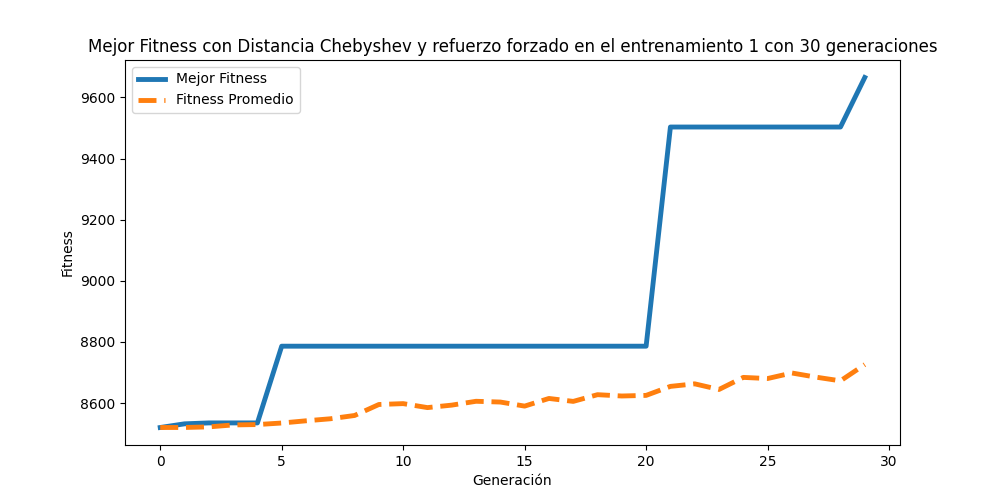 Mejor Fitness con Distancia Chebyshev y refuerzo forzado en el entrenamiento 1 con 30 generaciones
Mejor Fitness
Fitness Promedio
Fitness
9600
9400
9200
9000
8800
8600
0 5 10 15 20 25 30
Generación